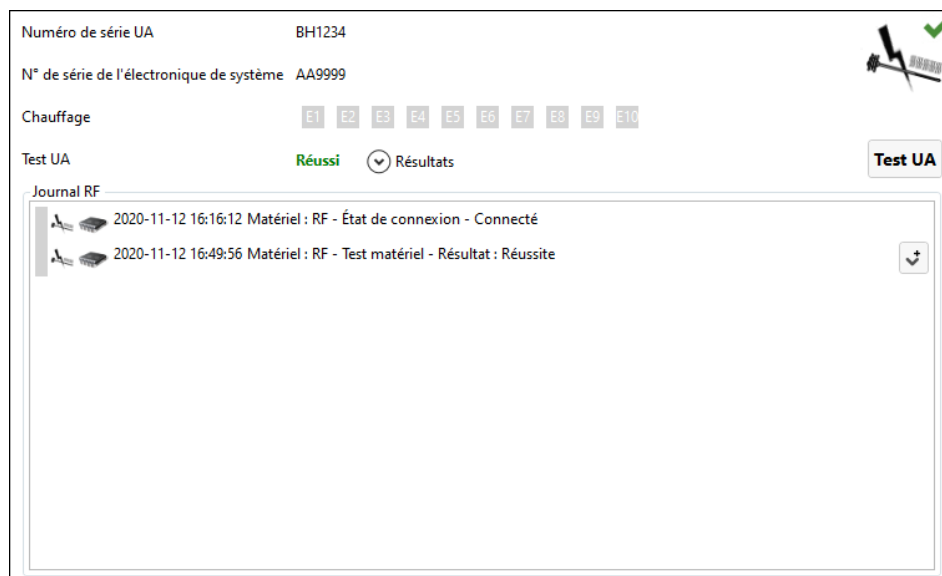 Numéro de série UA BH1234
N° de série de l'électronique de système AA9999
Chauffage E1 E2 E3 E4 E5 E6 E7 E8 E9 E10
Test UA Réussi Résultats Test UA
Journal RF
2020-11-12 16:16:12 Matériel : RF - État de connexion - Connecté
2020-11-12 16:49:56 Matériel : RF - Test matériel - Résultat : Réussite